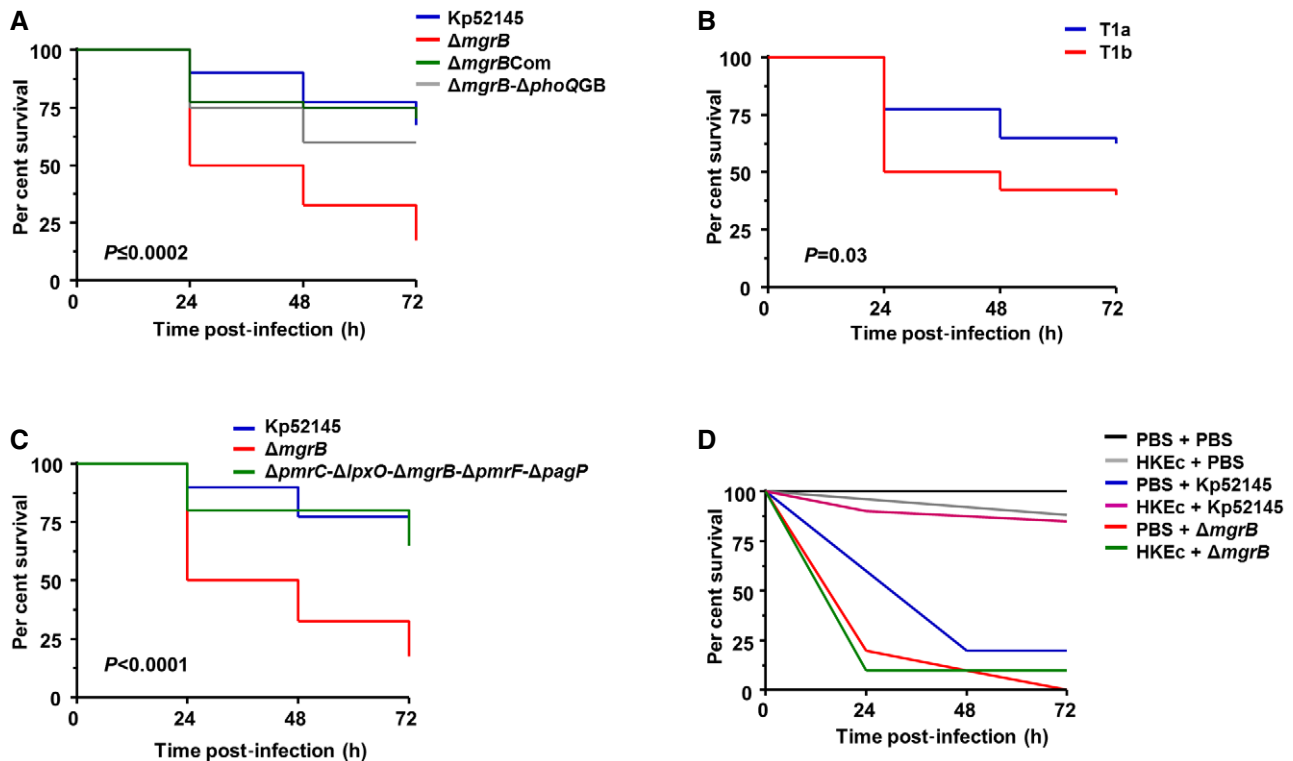 A
Kp52145
ΔmgrB
ΔmgrBCom
ΔmgrB-ΔphoQGB
100
75
50
25
0
Per cent survival
P≤0.0002
0 24 48 72
Time post-infection (h)
B
T1a
T1b
100
75
50
25
0
Per cent survival
P=0.03
0 24 48 72
Time post-infection (h)
C
Kp52145
ΔmgrB
ΔpmrC-ΔlpxO-ΔmgrB-ΔpmrF-ΔpagP
100
75
50
25
0
Per cent survival
P<0.0001
0 24 48 72
Time post-infection (h)
D
PBS + PBS
HKEc + PBS
PBS + Kp52145
HKEc + Kp52145
PBS + ΔmgrB
HKEc + ΔmgrB
100
75
50
25
0
Per cent survival
0 24 48 72
Time post-infection (h)